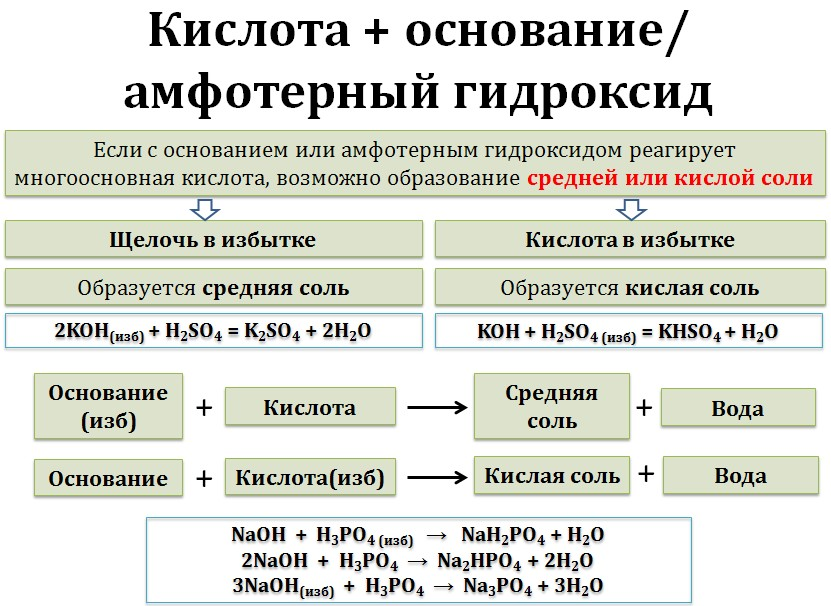 Кислота + основание/
амфотерный гидроксид
Если с основанием или амфотерным гидроксидом реагирует
многоосновная кислота, возможно образование средней или кислой соли
Щелочь в избытке
Кислота в избытке
Образуется средняя соль
Образуется кислая соль
2KOH(изб) + H₂SO₄ = K₂SO₄ + 2H₂O
KOH + H₂SO₄ (изб) = KHSO₄ + H₂O
Основание
(изб)
+
Кислота
→
Средняя
соль
+
Вода
Основание
+
Кислота(изб)
→
Кислая соль
+
Вода
NaOH + H₃PO₄ (изб) → NaH₂PO₄ + H₂O
2NaOH + H₃PO₄ → Na₂HPO₄ + 2H₂O
3NaOH(изб) + H₃PO₄ → Na₃PO₄ + 3H₂O